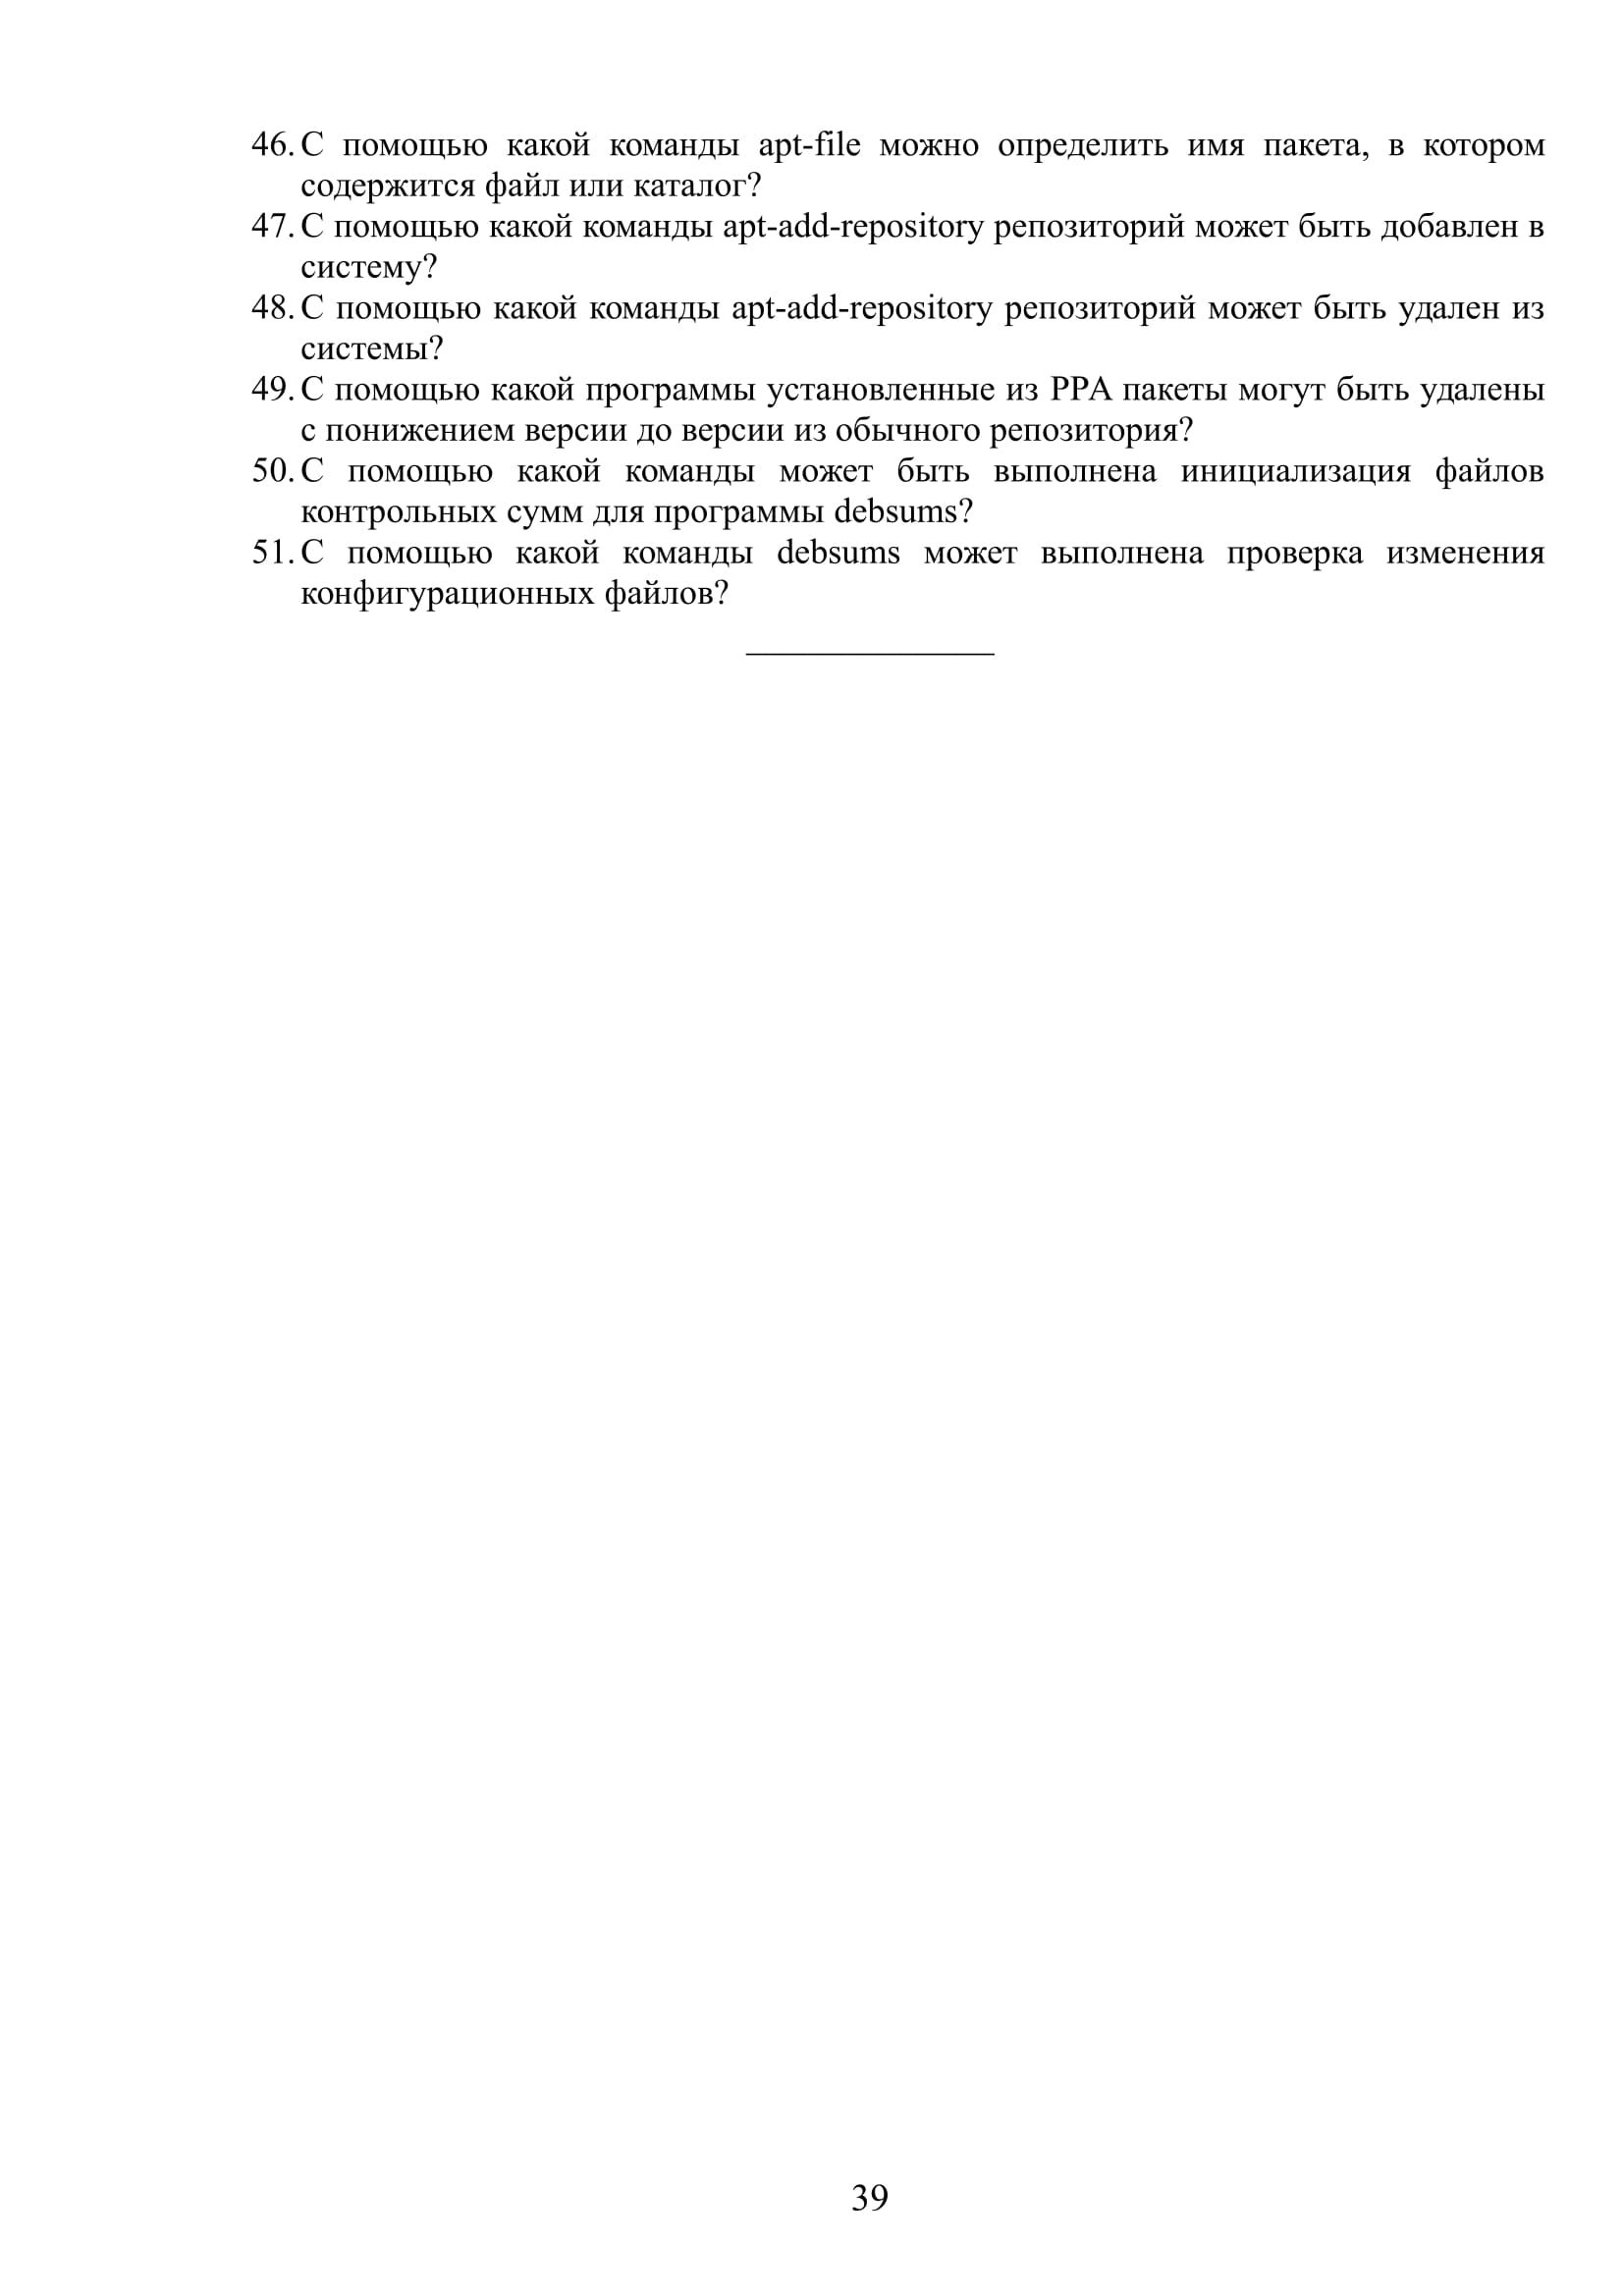 46. С помощью какой команды apt-file можно определить имя пакета, в котором
содержится файл или каталог?
47. С помощью какой команды apt-add-repository репозиторий может быть добавлен в
систему?
48. С помощью какой команды apt-add-repository репозиторий может быть удален из
системы?
49. С помощью какой программы установленные из PPA пакеты могут быть удалены
с понижением версии до версии из обычного репозитория?
50. С помощью какой команды может быть выполнена инициализация файлов
контрольных сумм для программы debsums?
51. С помощью какой команды debsums может выполнена проверка изменения
конфигурационных файлов?
39